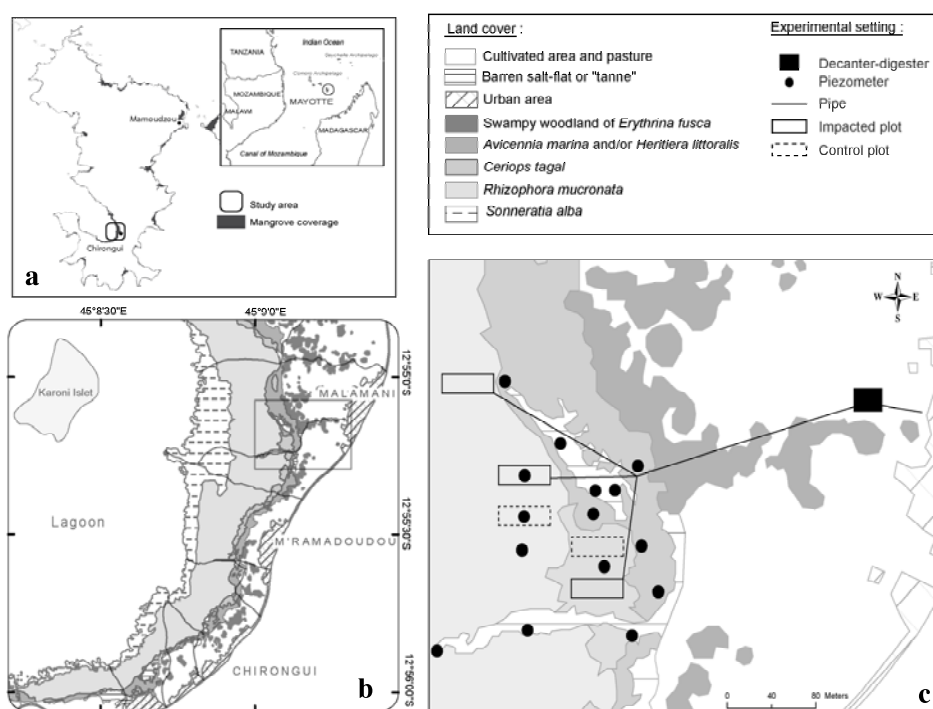 TANZANIA
Indian Ocean
Seychelle Archipelago
Comoro Archipelago
MOZAMBIQUE
MAYOTTE
MALAWI
MADAGASCAR
Canal of Mozambique
Mamoudzou
Study area
Mangrove coverage
Chirongui
a
Land cover :
Cultivated area and pasture
Barren salt-flat or "tanne"
Urban area
Swampy woodland of Erythrina fusca
Avicennia marina and/or Heritiera littoralis
Ceriops tagal
Rhizophora mucronata
Sonneratia alba
Experimental setting :
Decanter-digester
Piezometer
Pipe
Impacted plot
Control plot
45°8'30"E
45°9'0"E
12°55'0"S
12°55'30"S
12°56'00"S
Karoni Islet
MALAMANI
Lagoon
M'RAMADOUDOU
CHIRONGUI
b
N
W E
S
0 40 80 Meters
c